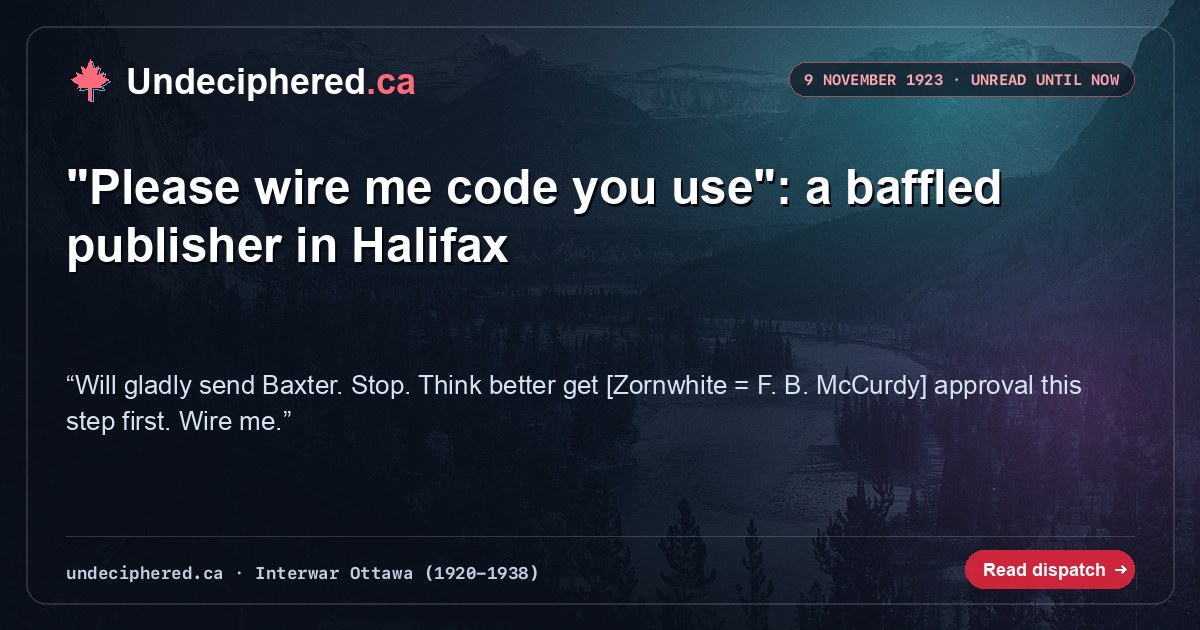 Undeciphered.ca
9 NOVEMBER 1923 · UNREAD UNTIL NOW
"Please wire me code you use": a baffled
publisher in Halifax
“Will gladly send Baxter. Stop. Think better get [Zornwhite = F. B. McCurdy] approval this
step first. Wire me.”
undeciphered.ca · Interwar Ottawa (1920–1938)
Read dispatch →